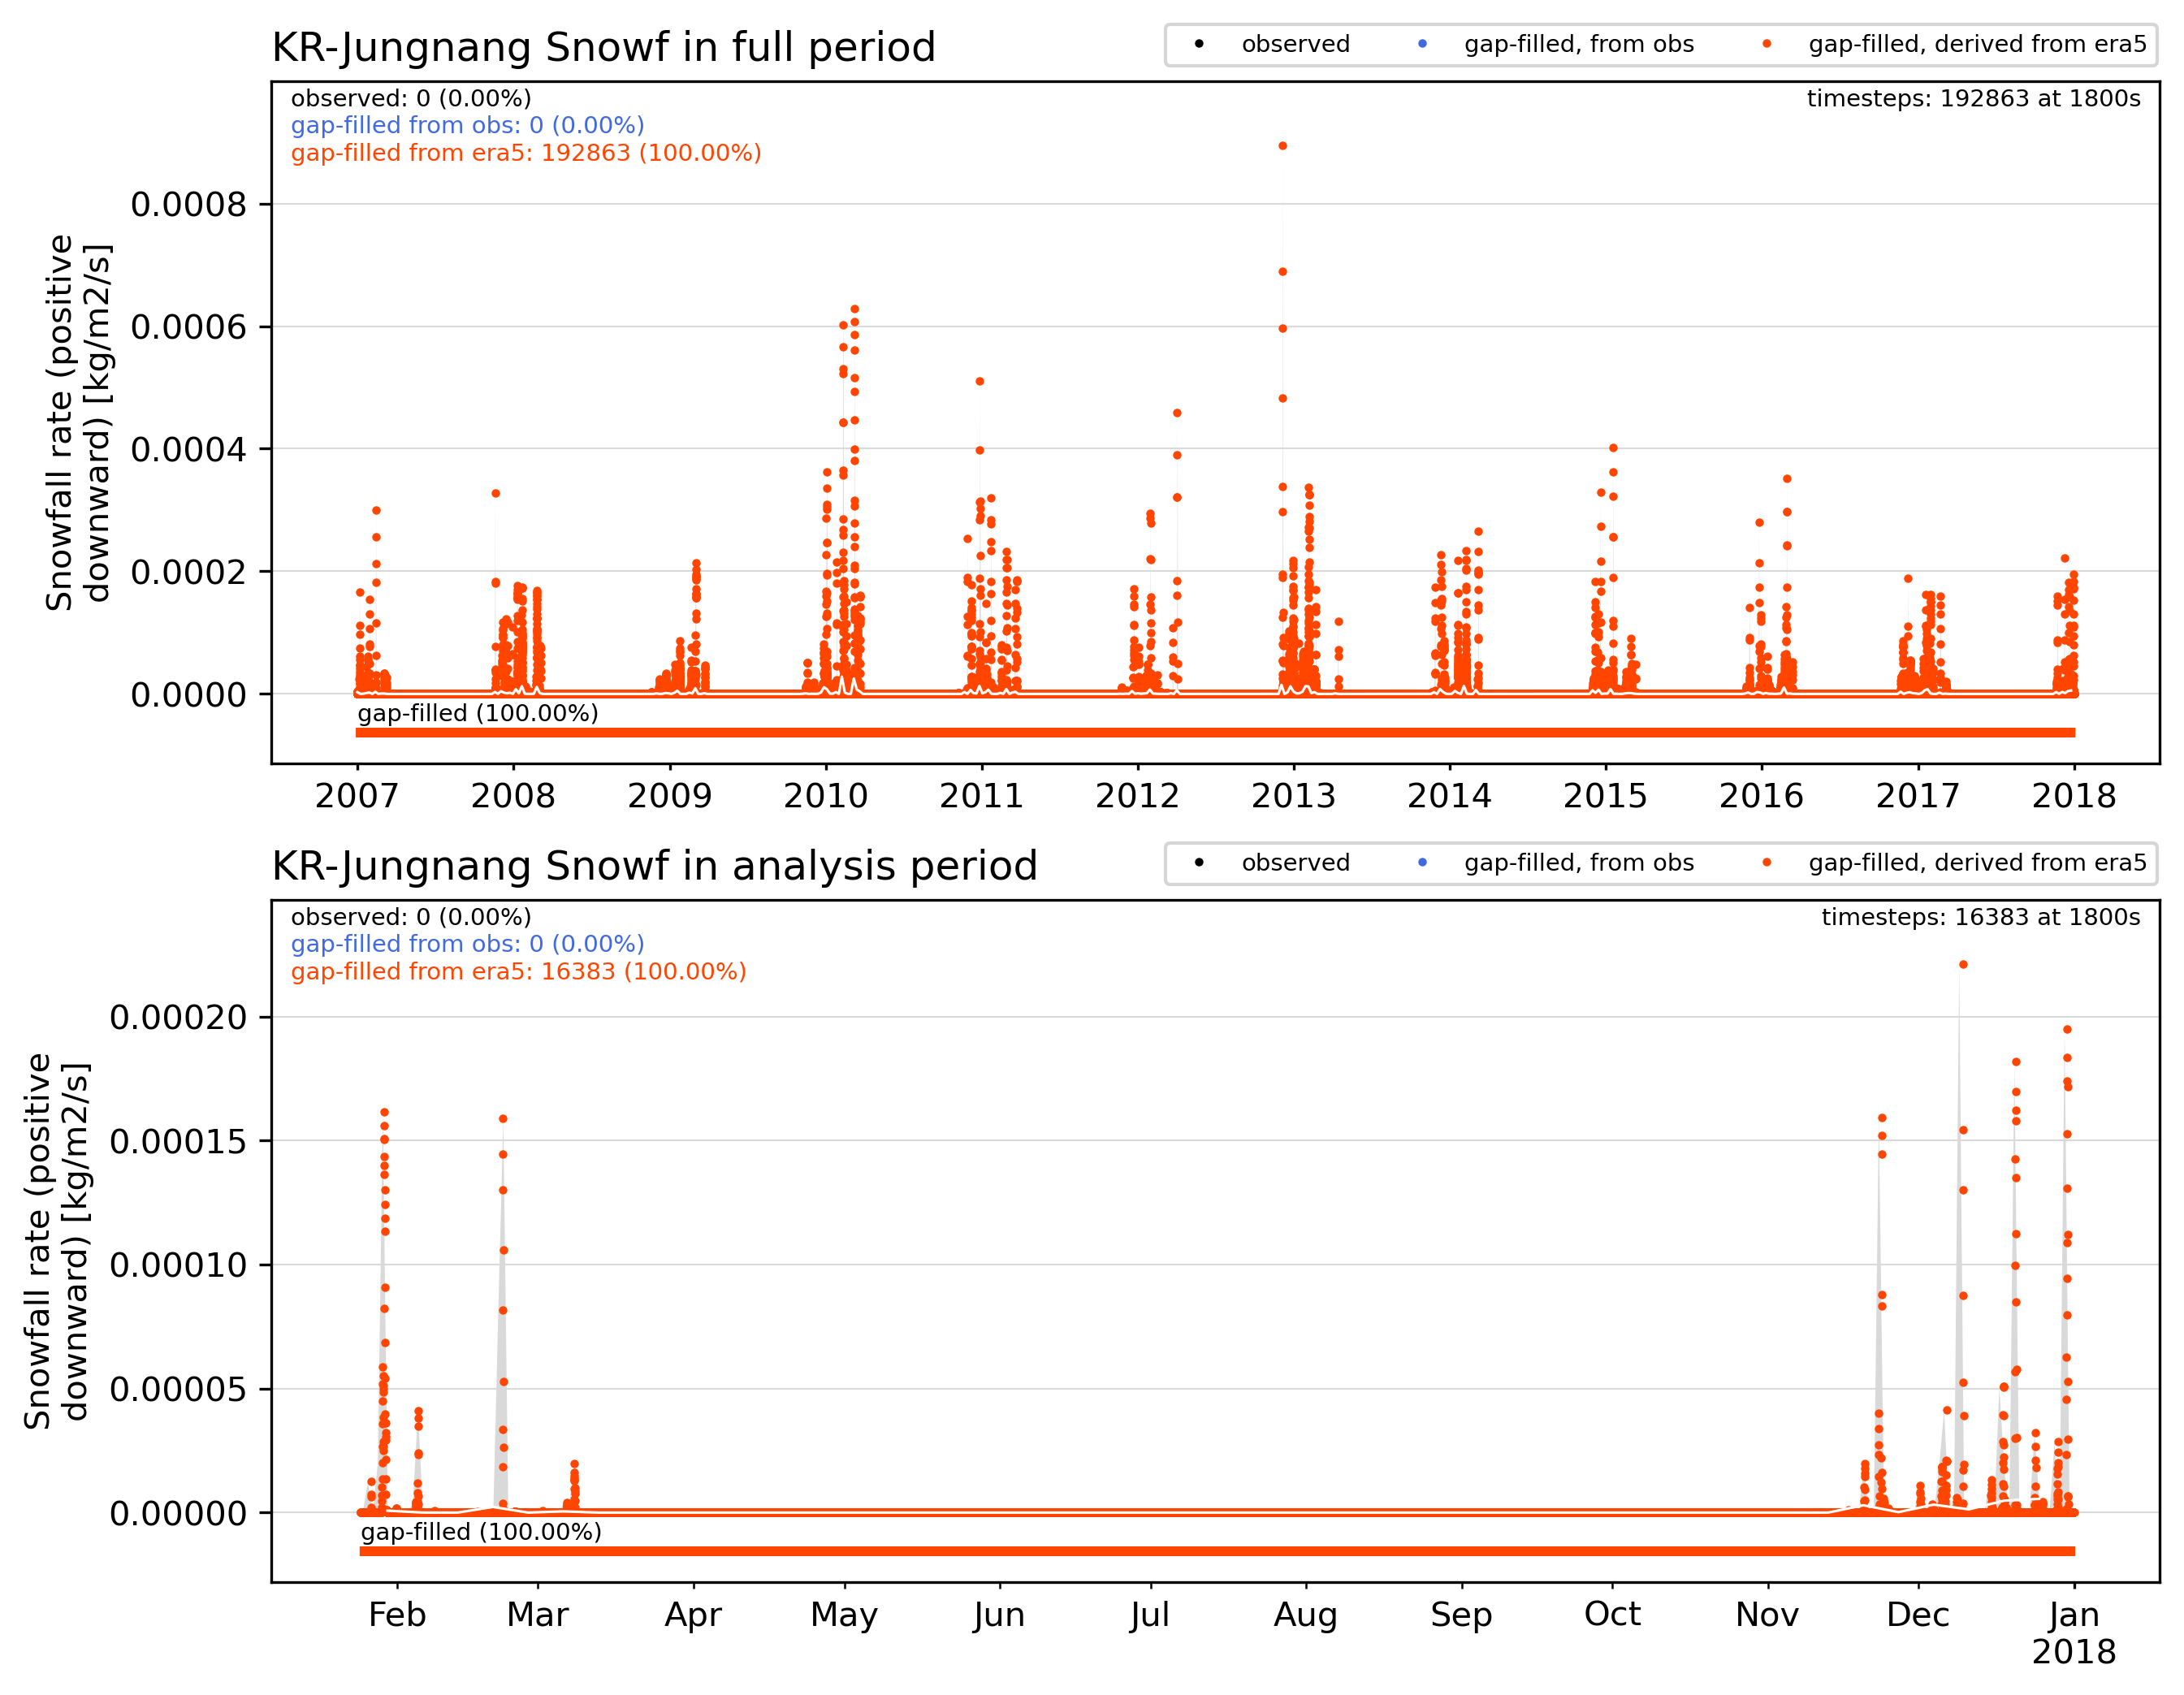 KR-Jungnang Snowf in full period
observed
gap-filled, from obs
gap-filled, derived from era5
observed: 0 (0.00%)
gap-filled from obs: 0 (0.00%)
gap-filled from era5: 192863 (100.00%)
timesteps: 192863 at 1800s
Snowfall rate (positive
downward) [kg/m2/s]
0.0008
0.0006
0.0004
0.0002
0.0000
gap-filled (100.00%)
2007
2008
2009
2010
2011
2012
2013
2014
2015
2016
2017
2018
KR-Jungnang Snowf in analysis period
observed
gap-filled, from obs
gap-filled, derived from era5
observed: 0 (0.00%)
gap-filled from obs: 0 (0.00%)
gap-filled from era5: 16383 (100.00%)
timesteps: 16383 at 1800s
Snowfall rate (positive
downward) [kg/m2/s]
0.00020
0.00015
0.00010
0.00005
0.00000
gap-filled (100.00%)
Feb
Mar
Apr
May
Jun
Jul
Aug
Sep
Oct
Nov
Dec
Jan
2018